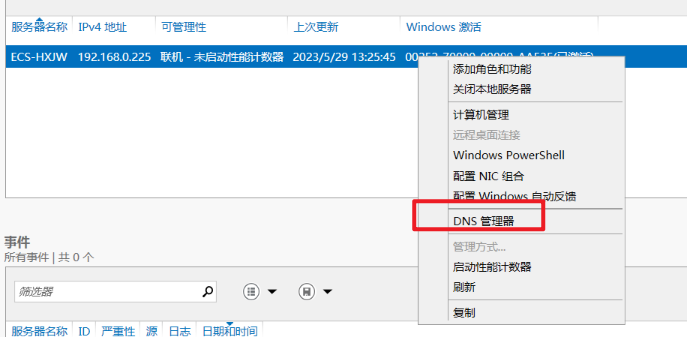 服务器名称 IPv4 地址 可管理性 上次更新 Windows 激活
ECS-HXJW 192.168.0.225 联机 - 未启动性能计数器 2023/5/29 13:25:45
添加角色和功能
关闭本地服务器
计算机管理
远程桌面连接
Windows PowerShell
配置 NIC 组合
配置 Windows 自动反馈
DNS 管理器
管理方式...
启动性能计数器
刷新
复制
事件
所有事件 | 共 0 个
筛选器
服务器名称 ID 严重性 源 日志 日期和时间